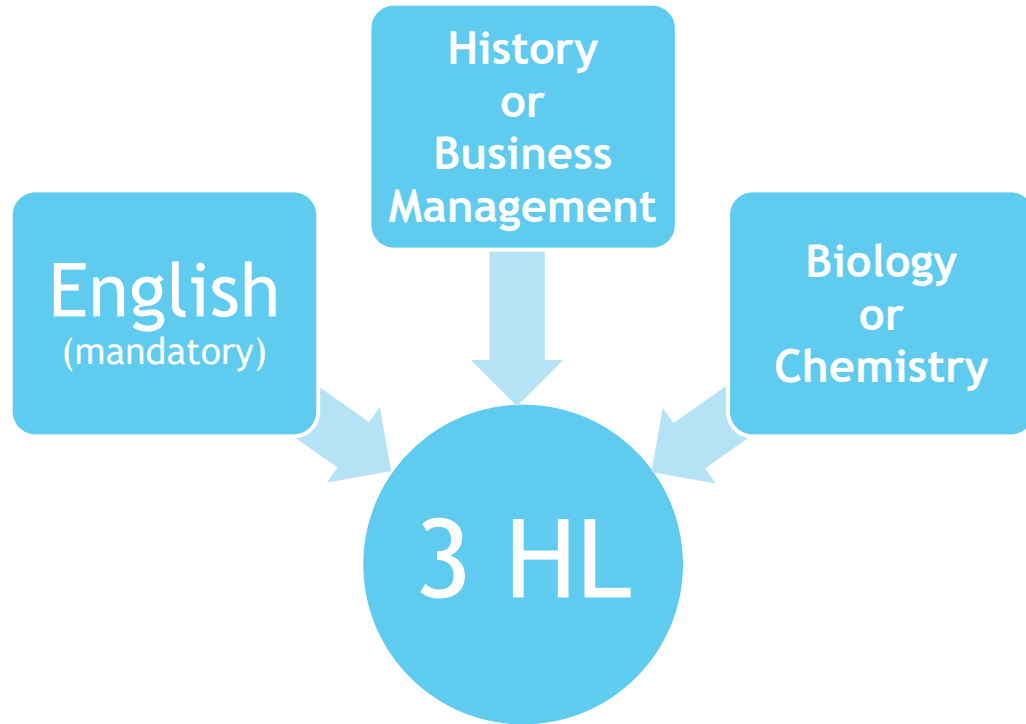 English
(mandatory)
History
or
Business
Management
Biology
or
Chemistry
3 HL